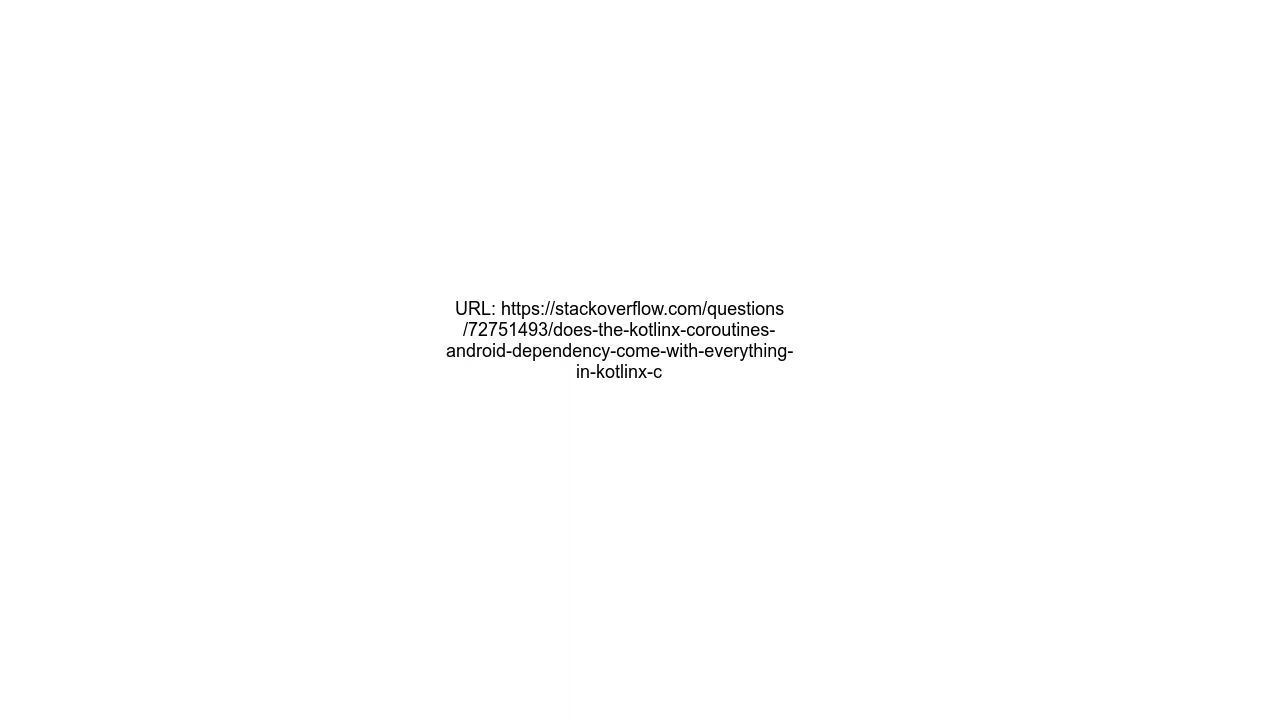 URL: https://stackoverflow.com/questions
/72751493/does-the-kotlinx-coroutines-
android-dependency-come-with-everything-
in-kotlinx-c